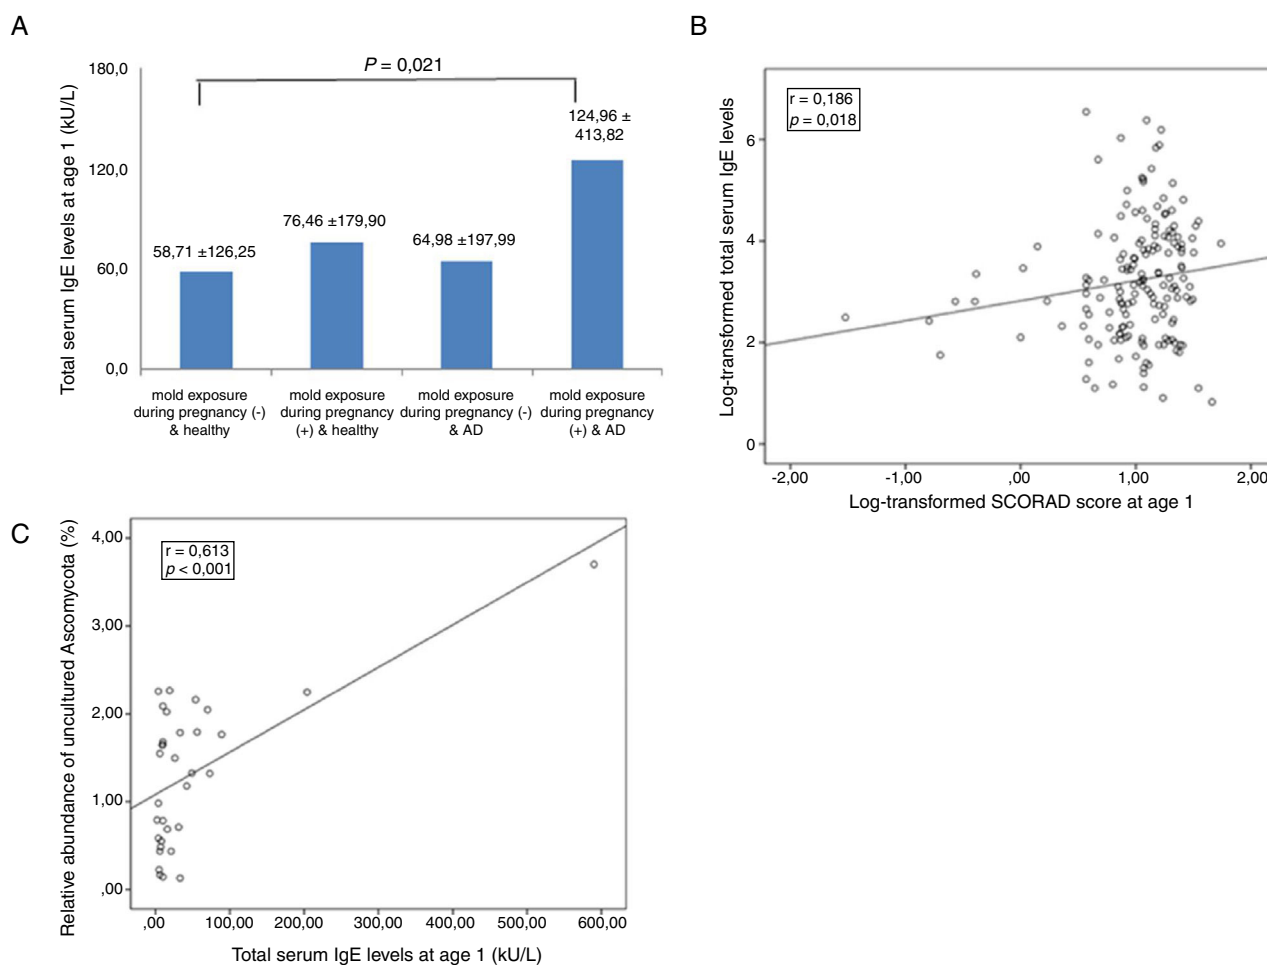 A
Total serum IgE levels at age 1 (kU/L)
180,0
120,0
60,0
0,0
P = 0,021
58,71 ±126,25
76,46 ±179,90
64,98 ±197,99
124,96 ±
413,82
mold exposure
during pregnancy (-)
& healthy
mold exposure
during pregnancy
(+) & healthy
mold exposure
during pregnancy (-)
& AD
mold exposure
during pregnancy
(+) & AD
B
Log-transformed total serum IgE levels
r = 0,186
p = 0,018
6
4
2
0
-2,00
-1,00
,00
1,00
2,00
Log-transformed SCORAD score at age 1
C
Relative abundance of uncultured Ascomycota (%)
r = 0,613
p < 0,001
4,00
3,00
2,00
1,00
,00
,00
100,00
200,00
300,00
400,00
500,00
600,00
Total serum IgE levels at age 1 (kU/L)